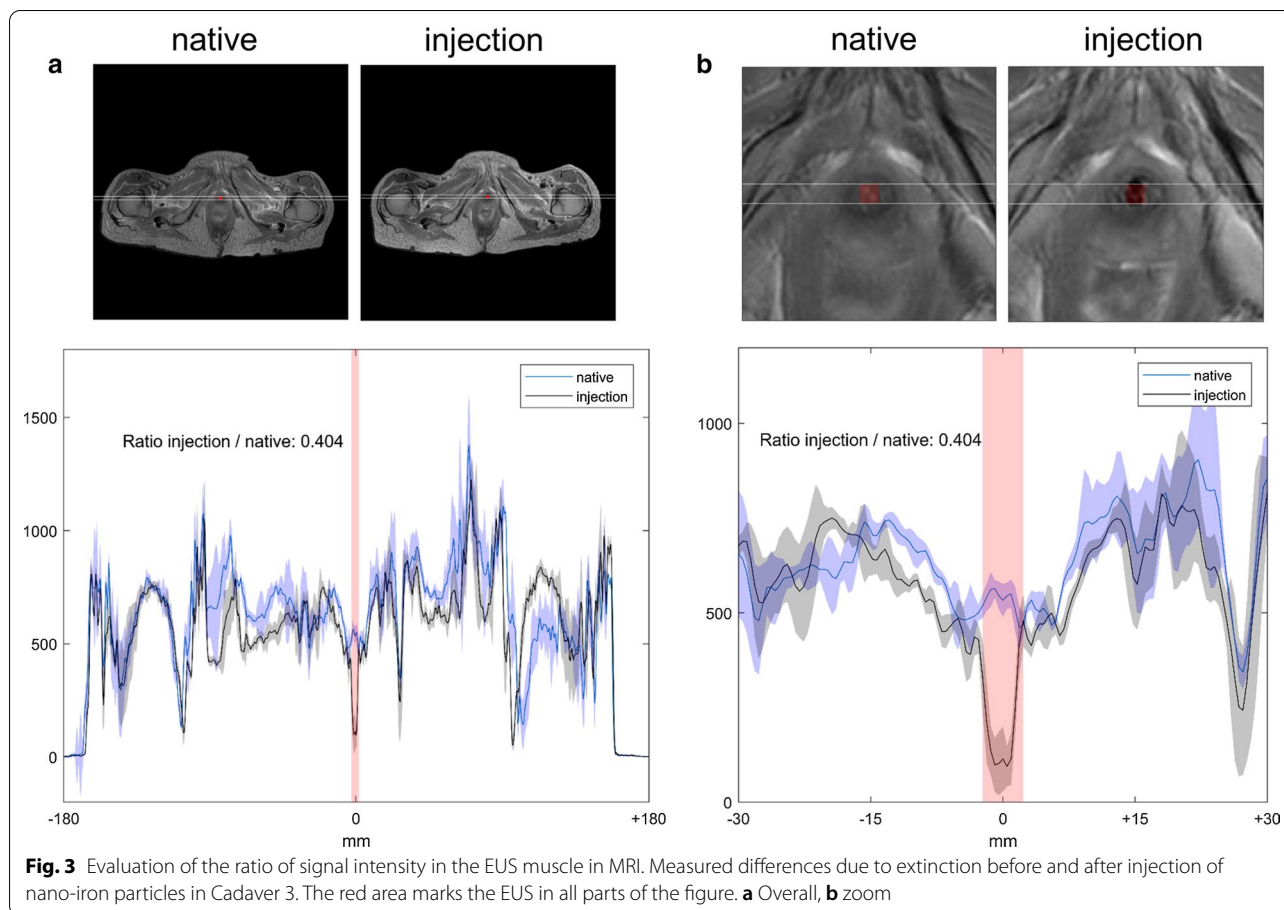 native injection
a
native injection
b
native
injection
Ratio injection / native: 0.404
1500
1000
500
0
-180 0 +180
mm
native
injection
Ratio injection / native: 0.404
1000
500
0
-30 -15 0 +15 +30
mm
Fig. 3 Evaluation of the ratio of signal intensity in the EUS muscle in MRI. Measured differences due to extinction before and after injection of
nano-iron particles in Cadaver 3. The red area marks the EUS in all parts of the figure. a Overall, b zoom